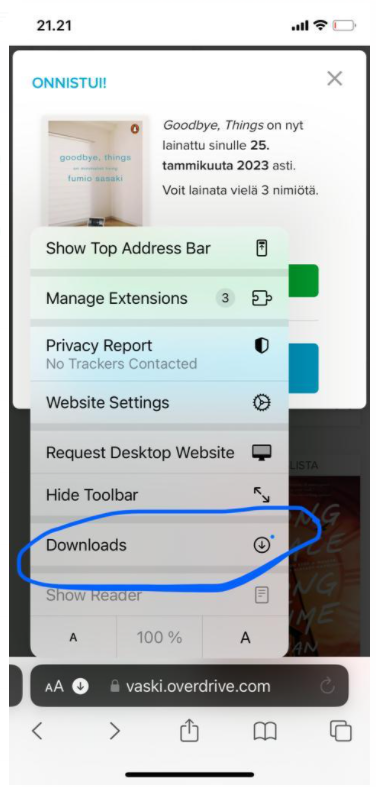 21.21
ONNISTUI!
Goodbye, Things on nyt
lainattu sinulle 25.
tammikuuta 2023 asti.
Voit lainata vielä 3 nimiötä.
goodbye, things
fumio sasaki
Show Top Address Bar
Manage Extensions 3
Privacy Report
No Trackers Contacted
Website Settings
Request Desktop Website
LISTA
Hide Toolbar
Downloads
Show Reader
A 100 % A
AA vaski.overdrive.com